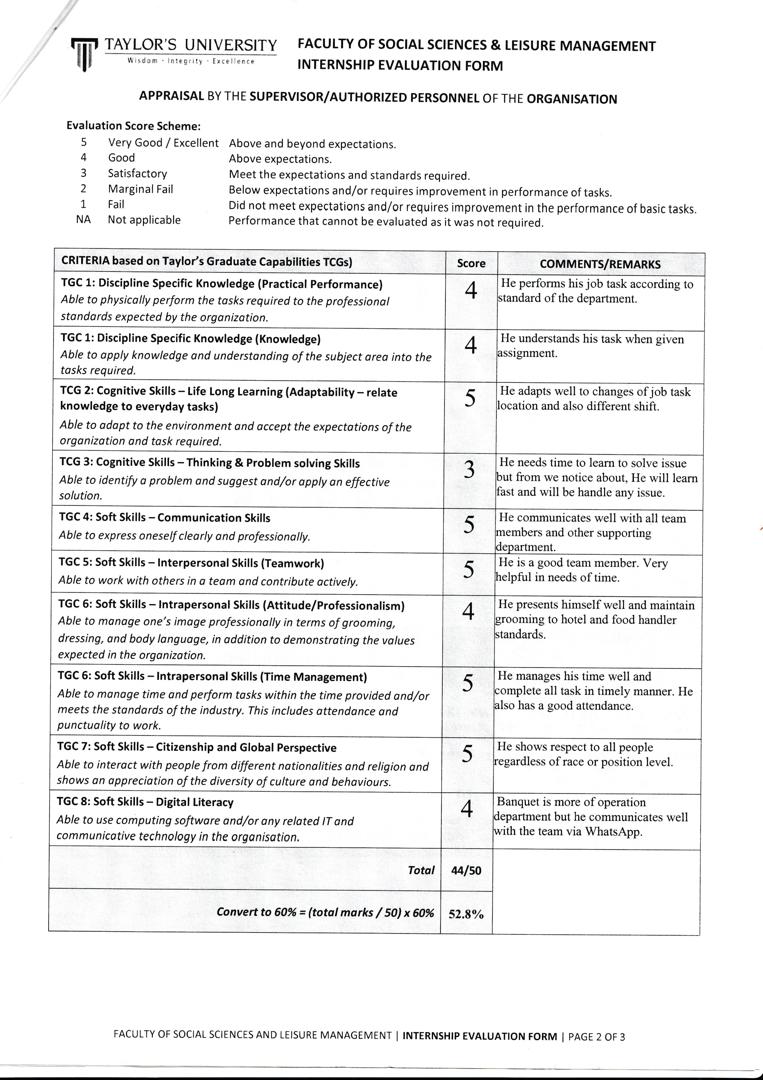 TAYLOR'S UNIVERSITY
Wisdom · Integrity · Excellence
FACULTY OF SOCIAL SCIENCES & LEISURE MANAGEMENT
INTERNSHIP EVALUATION FORM
APPRAISAL BY THE SUPERVISOR/AUTHORIZED PERSONNEL OF THE ORGANISATION
Evaluation Score Scheme:
5 Very Good / Excellent Above and beyond expectations.
4 Good Above expectations.
3 Satisfactory Meet the expectations and standards required.
2 Marginal Fail Below expectations and/or requires improvement in performance of tasks.
1 Fail Did not meet expectations and/or requires improvement in the performance of basic tasks.
NA Not applicable Performance that cannot be evaluated as it was not required.
CRITERIA based on Taylor's Graduate Capabilities TCGs) Score COMMENTS/REMARKS
TGC 1: Discipline Specific Knowledge (Practical Performance)
Able to physically perform the tasks required to the professional
standards expected by the organization.
4
He performs his job task according to
standard of the department.
TGC 1: Discipline Specific Knowledge (Knowledge)
Able to apply knowledge and understanding of the subject area into the
tasks required.
4
He understands his task when given
assignment.
TCG 2: Cognitive Skills – Life Long Learning (Adaptability – relate
knowledge to everyday tasks)
Able to adapt to the environment and accept the expectations of the
organization and task required.
5
He adapts well to changes of job task
location and also different shift.
TCG 3: Cognitive Skills – Thinking & Problem solving Skills
Able to identify a problem and suggest and/or apply an effective
solution.
3
He needs time to learn to solve issue
but from we notice about, He will learn
fast and will be handle any issue.
TGC 4: Soft Skills – Communication Skills
Able to express oneself clearly and professionally.
5
He communicates well with all team
members and other supporting
department.
TGC 5: Soft Skills – Interpersonal Skills (Teamwork)
Able to work with others in a team and contribute actively.
5
He is a good team member. Very
helpful in needs of time.
TGC 6: Soft Skills – Intrapersonal Skills (Attitude/Professionalism)
Able to manage one's image professionally in terms of grooming,
dressing, and body language, in addition to demonstrating the values
expected in the organization.
4
He presents himself well and maintain
grooming to hotel and food handler
standards.
TGC 6: Soft Skills – Intrapersonal Skills (Time Management)
Able to manage time and perform tasks within the time provided and/or
meets the standards of the industry. This includes attendance and
punctuality to work.
5
He manages his time well and
complete all task in timely manner. He
also has a good attendance.
TGC 7: Soft Skills – Citizenship and Global Perspective
Able to interact with people from different nationalities and religion and
shows an appreciation of the diversity of culture and behaviours.
5
He shows respect to all people
regardless of race or position level.
TGC 8: Soft Skills – Digital Literacy
Able to use computing software and/or any related IT and
communicative technology in the organisation.
4
Banquet is more of operation
department but he communicates well
with the team via WhatsApp.
Total 44/50
Convert to 60% = (total marks / 50) x 60% 52.8%
FACULTY OF SOCIAL SCIENCES AND LEISURE MANAGEMENT | INTERNSHIP EVALUATION FORM | PAGE 2 OF 3